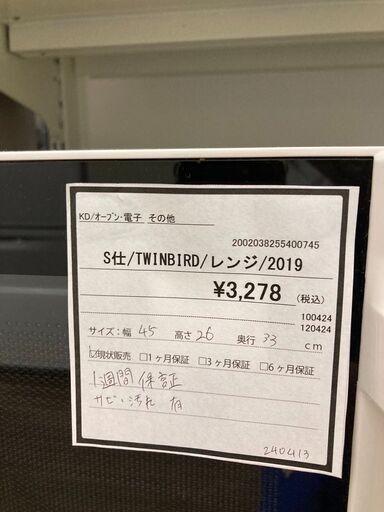 KD/オーブン・電子 その他
2002038255400745
S仕/TWINBIRD/レンジ/2019
¥3,278 (税込)
100424
120424
サイズ:幅 45 高さ 26 奥行 33 cm
☑現状販売 □1ヶ月保証 □3ヶ月保証 □6ヶ月保証
1週間保証
サビ・汚れ 有
240413